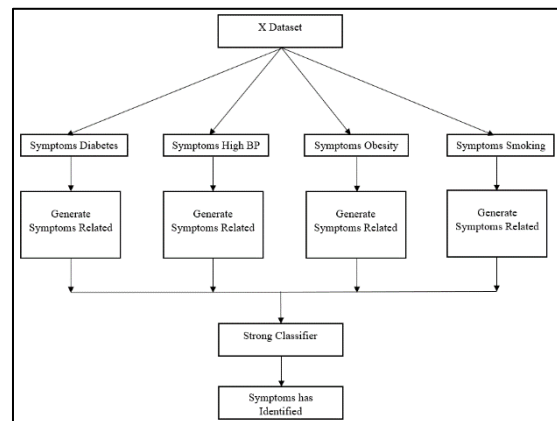 X Dataset
Symptoms Diabetes
Symptoms High BP
Symptoms Obesity
Symptoms Smoking
Generate
Symptoms Related
Generate
Symptoms Related
Generate
Symptoms Related
Generate
Symptoms Related
Strong Classifier
Symptoms has
Identified